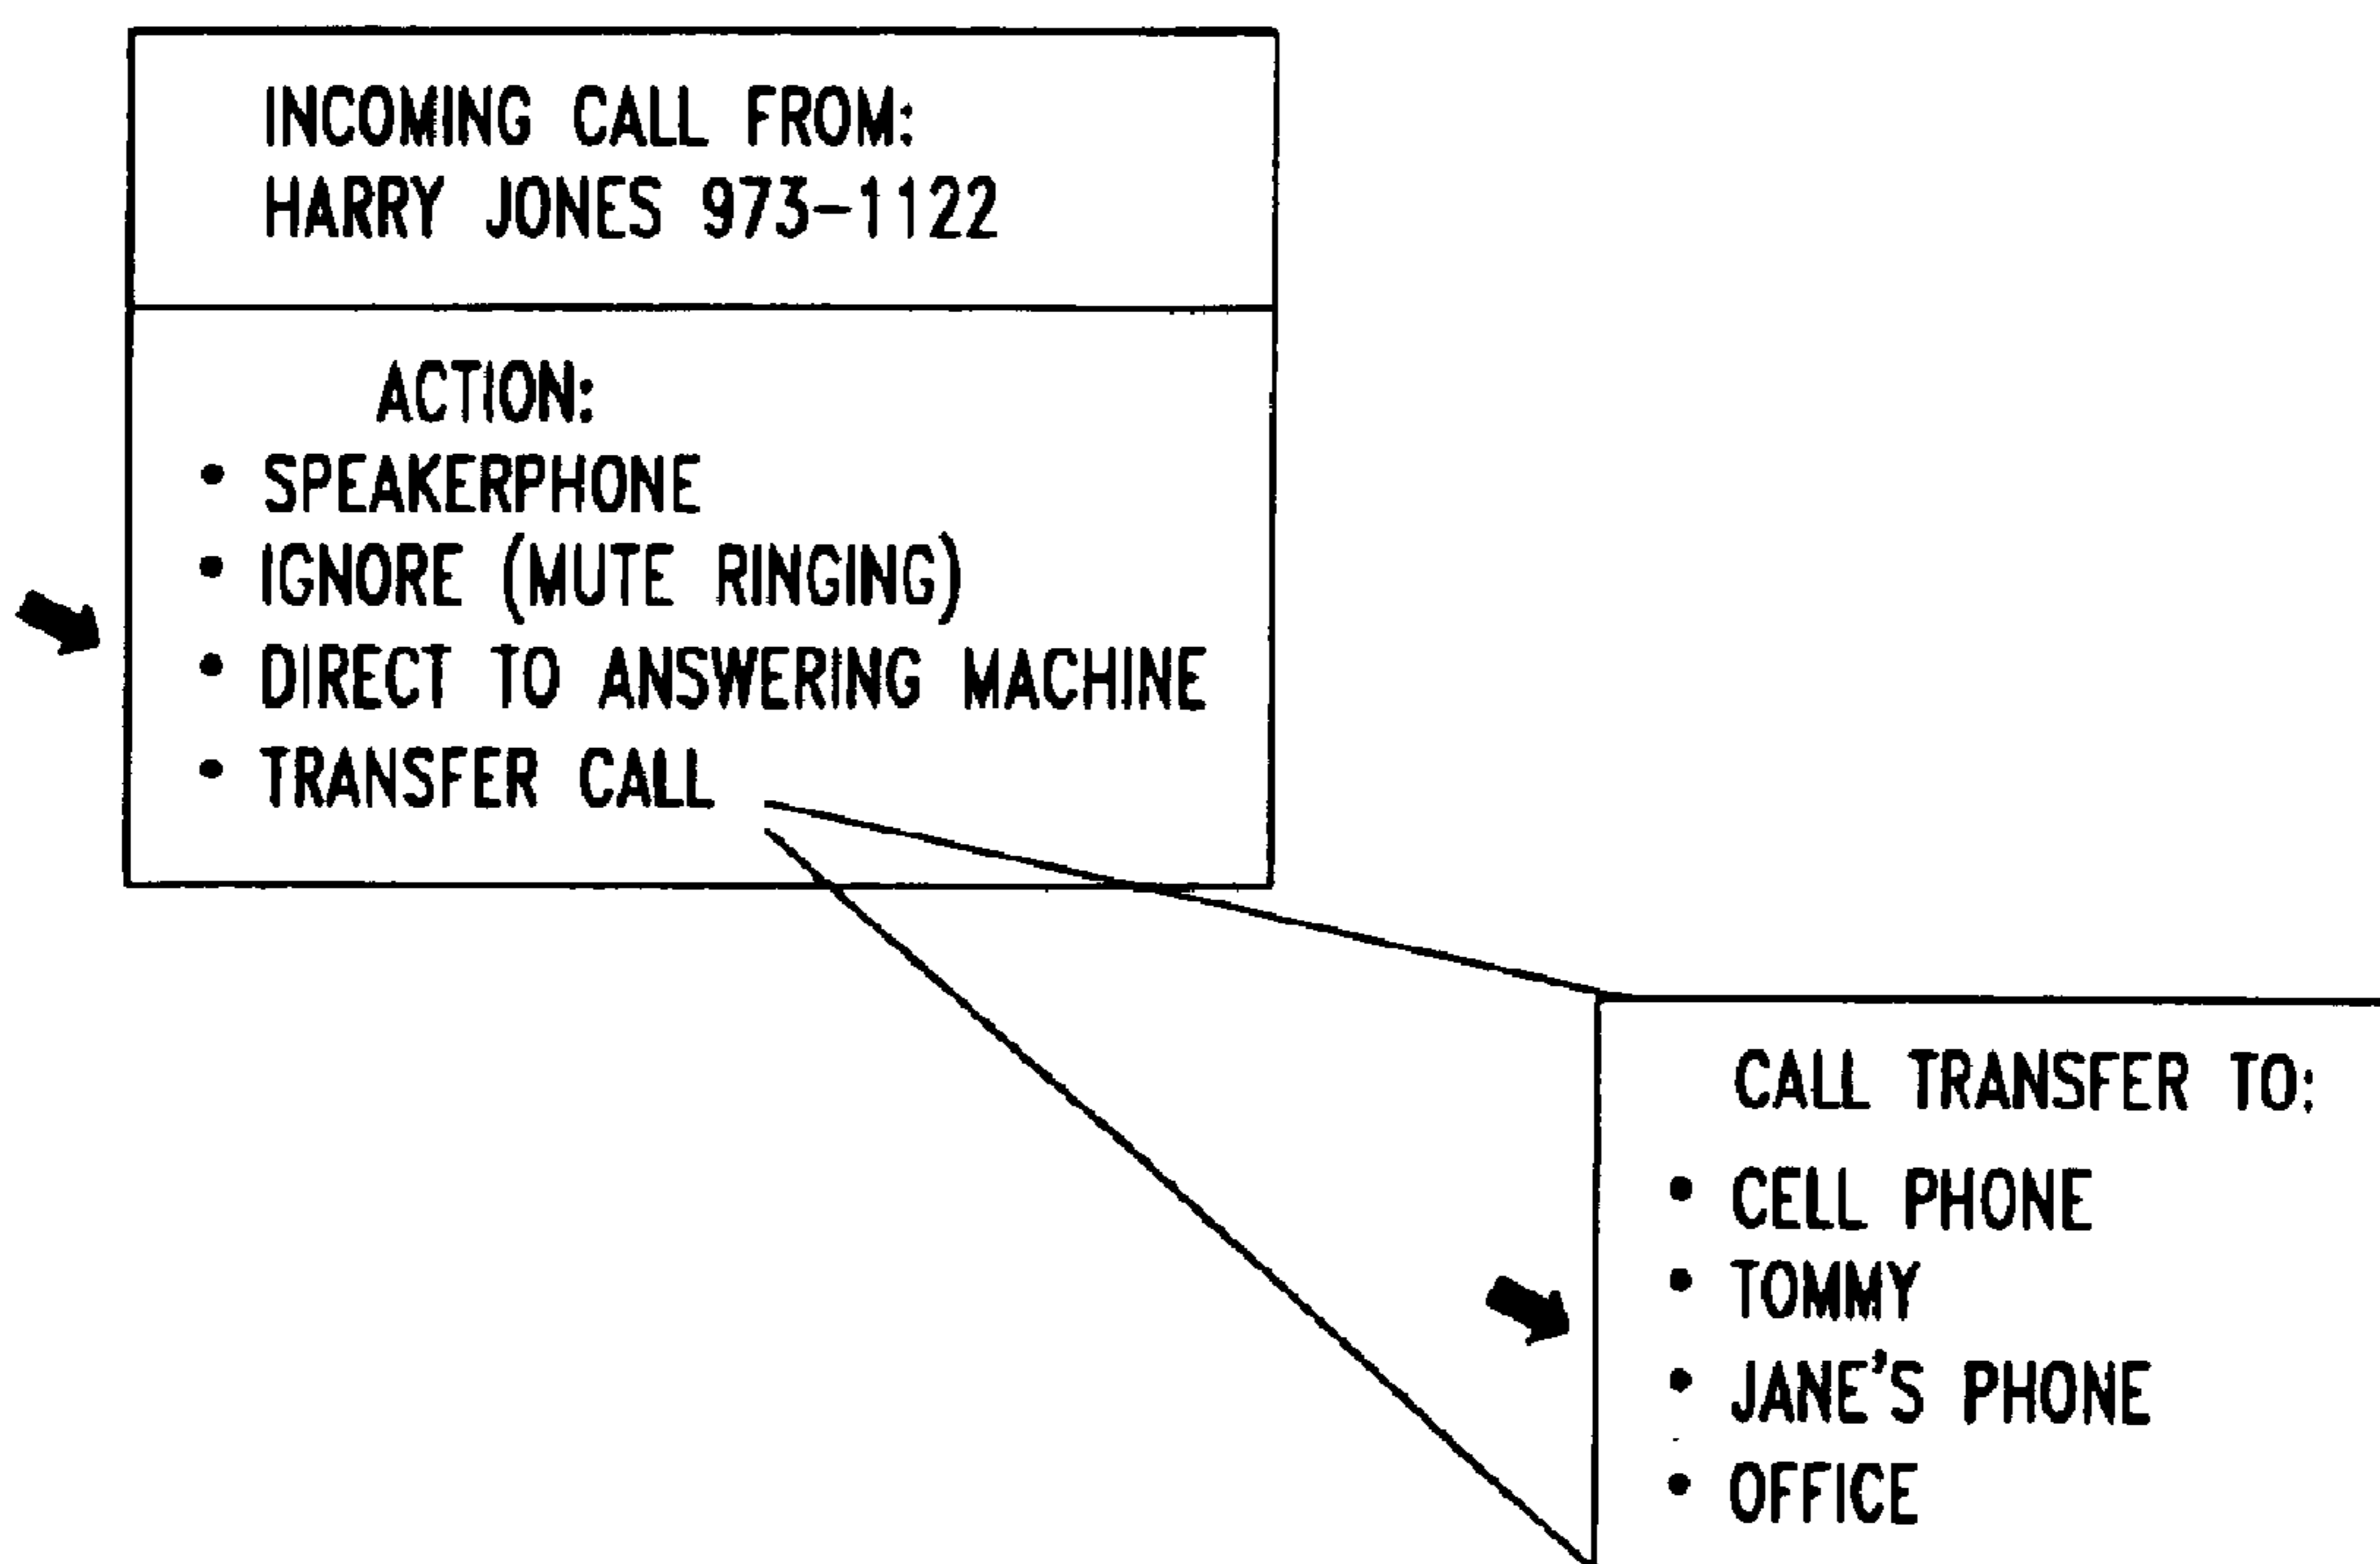 INCOMING CALL FROM:
HARRY JONES 973-1122
ACTION:
• SPEAKERPHONE
• IGNORE (MUTE RINGING)
• DIRECT TO ANSWERING MACHINE
• TRANSFER CALL
CALL TRANSFER TO:
• CELL PHONE
• TOMMY
• JANE'S PHONE
• OFFICE